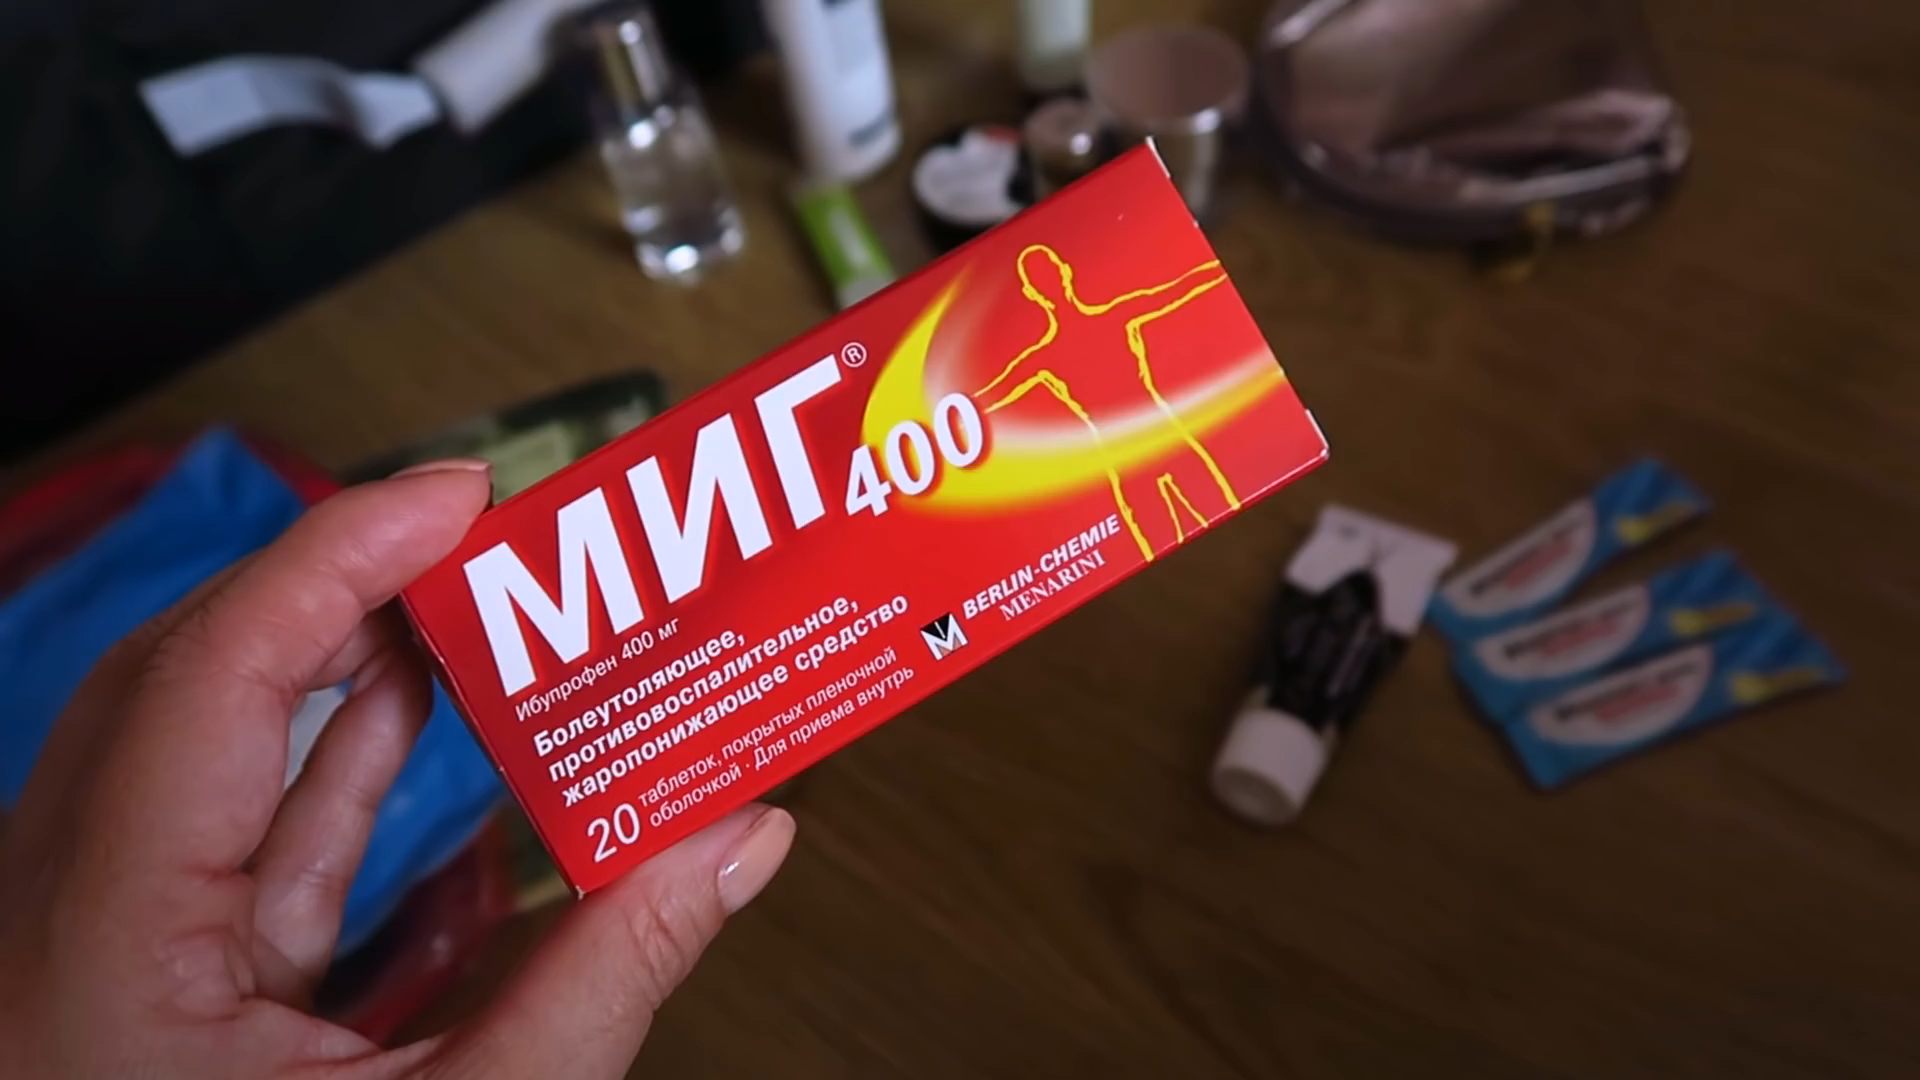 МИГ®400
Ибупрофен 400 мг
Болеутоляющее,
противовоспалительное,
жаропонижающее средство
20 таблеток, покрытых пленочной
оболочкой · Для приема внутрь
BERLIN-CHEMIE
MENARINI